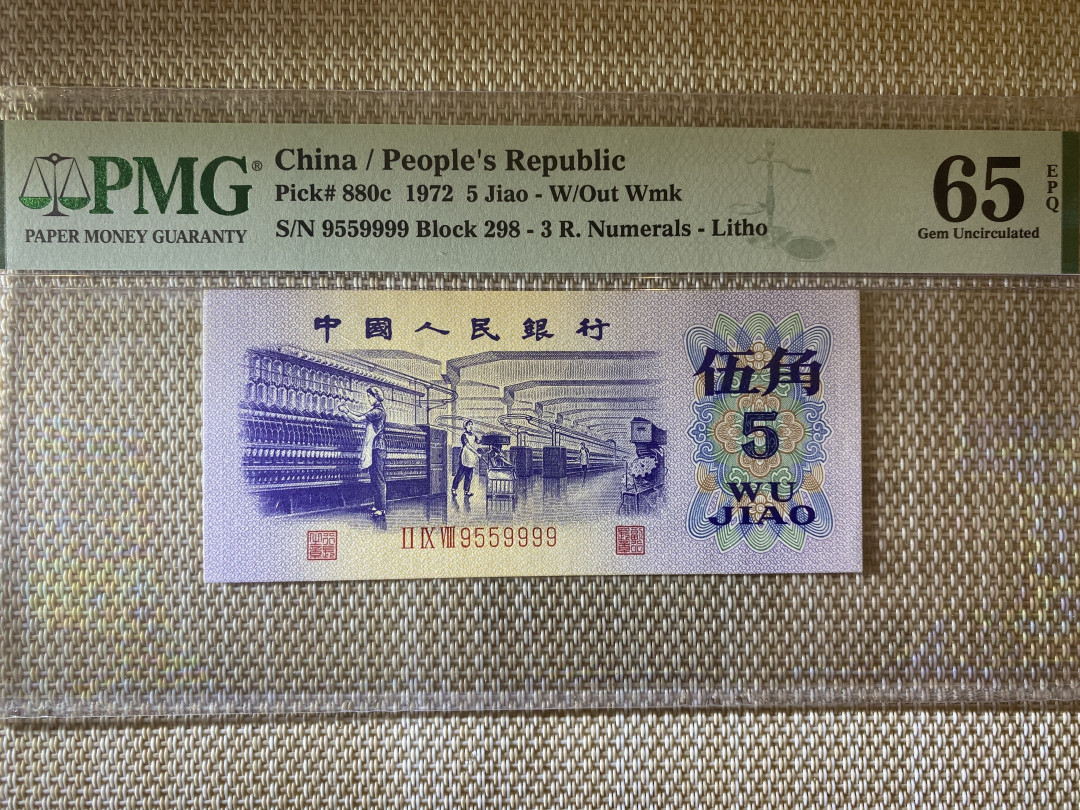 PMG®
PAPER MONEY GUARANTY
China / People's Republic
Pick# 880c 1972 5 Jiao - W/Out Wmk
S/N 9559999 Block 298 - 3 R. Numerals - Litho
65
EPQ
Gem Uncirculated
中國人民銀行
伍角
5
WU
JIAO
II IX VIII 9559999